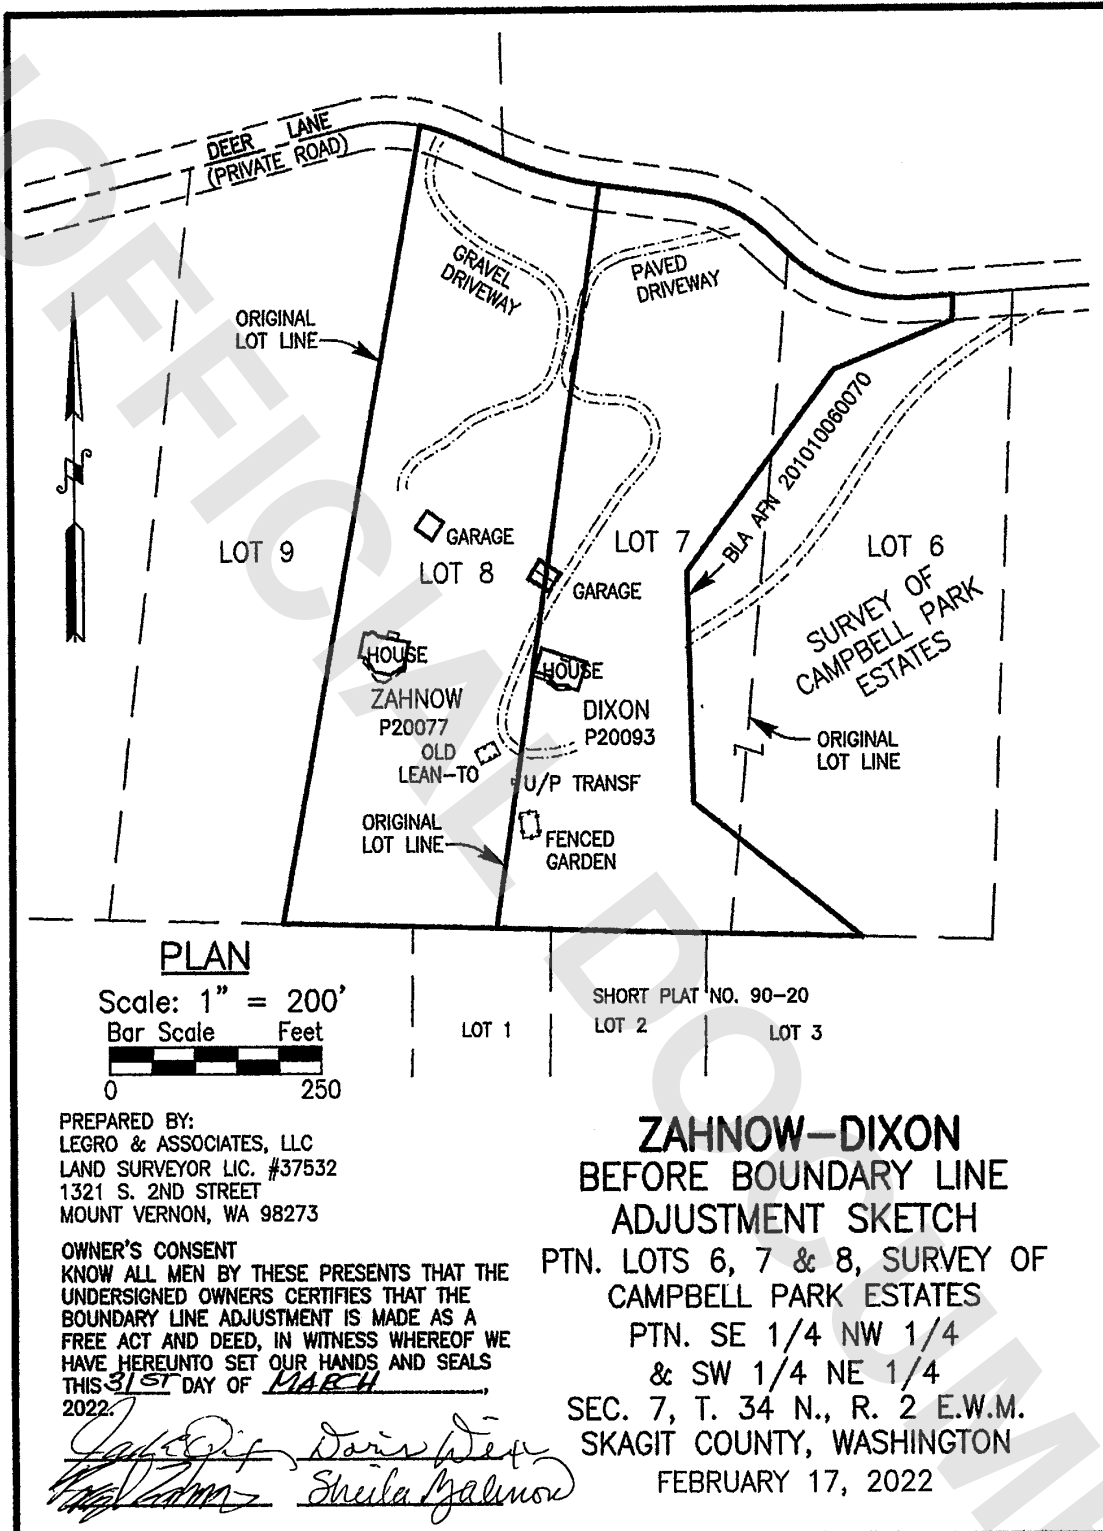 DEER LANE
(PRIVATE ROAD)
GRAVEL
DRIVEWAY
PAVED
DRIVEWAY
ORIGINAL
LOT LINE
BLA AFN 201010060070
LOT 9
GARAGE
LOT 8
LOT 7
GARAGE
LOT 6
SURVEY OF
CAMPBELL PARK
ESTATES
HOUSE
ZAHNOW
P20077
OLD
LEAN-TO
HOUSE
DIXON
P20093
U/P TRANSF
ORIGINAL
LOT LINE
ORIGINAL
LOT LINE
FENCED
GARDEN
PLAN
Scale: 1" = 200'
Bar Scale Feet
0 250
SHORT PLAT NO. 90-20
LOT 1
LOT 2
LOT 3
PREPARED BY:
LEGRO & ASSOCIATES, LLC
LAND SURVEYOR LIC. #37532
1321 S. 2ND STREET
MOUNT VERNON, WA 98273
OWNER'S CONSENT
KNOW ALL MEN BY THESE PRESENTS THAT THE
UNDERSIGNED OWNERS CERTIFIES THAT THE
BOUNDARY LINE ADJUSTMENT IS MADE AS A
FREE ACT AND DEED, IN WITNESS WHEREOF WE
HAVE HEREUNTO SET OUR HANDS AND SEALS
THIS 31ST DAY OF MARCH,
2022.
Doris Dixon
Sheila Zahnow
ZAHNOW-DIXON
BEFORE BOUNDARY LINE
ADJUSTMENT SKETCH
PTN. LOTS 6, 7 & 8, SURVEY OF
CAMPBELL PARK ESTATES
PTN. SE 1/4 NW 1/4
& SW 1/4 NE 1/4
SEC. 7, T. 34 N., R. 2 E.W.M.
SKAGIT COUNTY, WASHINGTON
FEBRUARY 17, 2022
OFFICIAL DOCUM